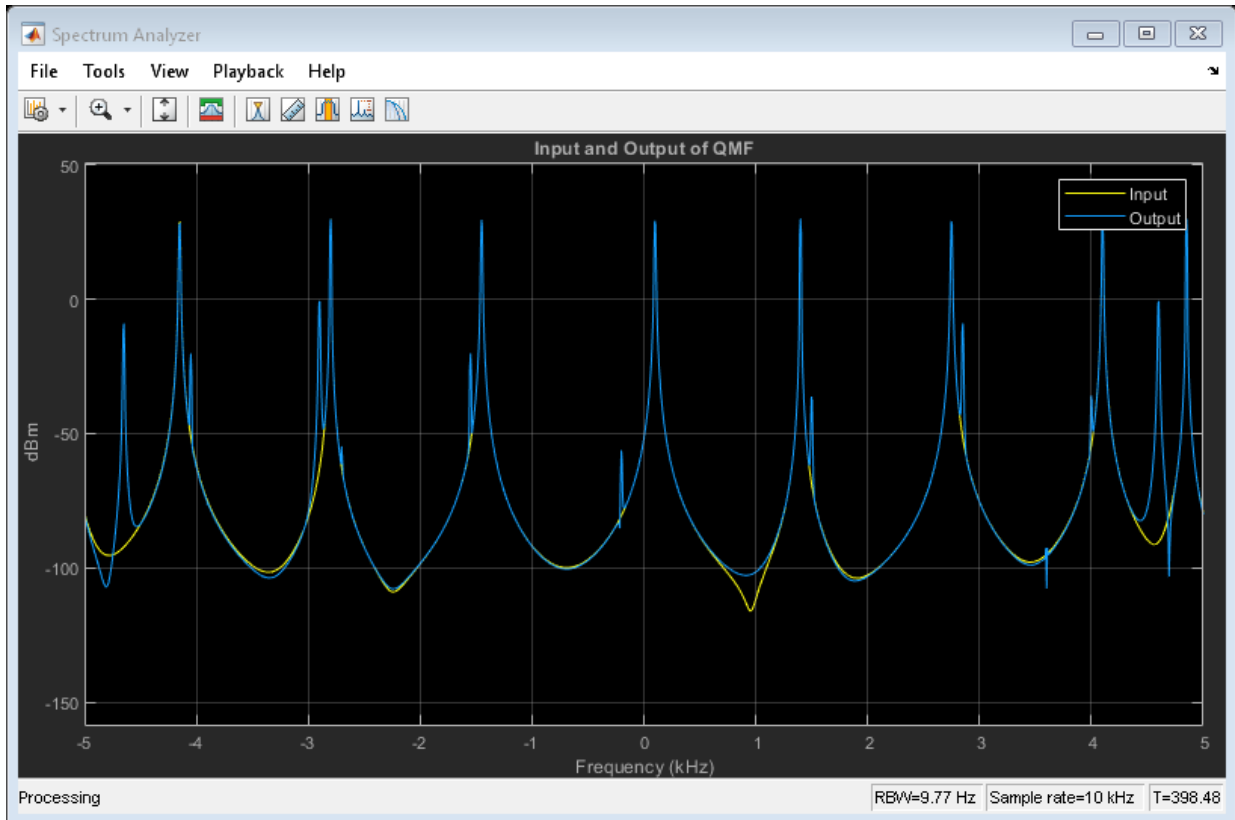 Spectrum Analyzer
File Tools View Playback Help
Input and Output of QMF
Input
Output
50
0
-50
-100
-150
dBm
-5 -4 -3 -2 -1 0 1 2 3 4 5
Frequency (kHz)
Processing RBW=9.77 Hz Sample rate=10 kHz T=398.48